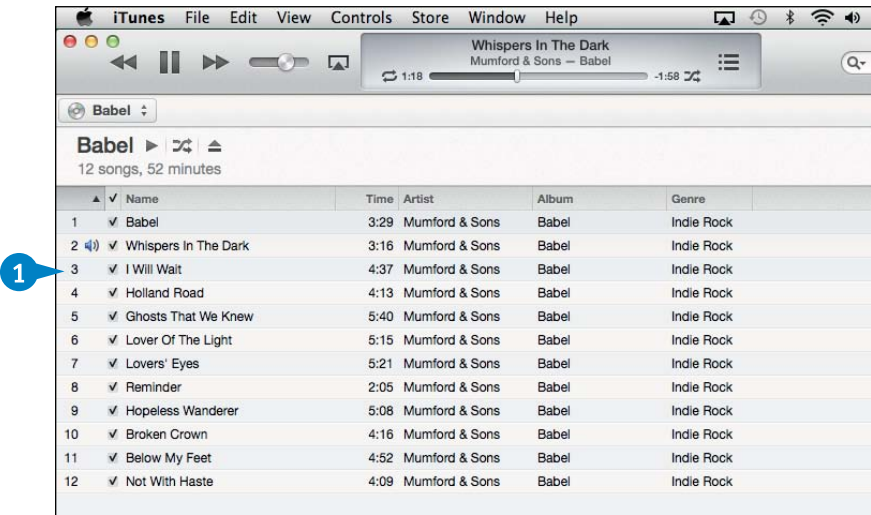 iTunes File Edit View Controls Store Window Help
Whispers In The Dark
Mumford & Sons — Babel
1:18 -1:58
Babel
Babel
12 songs, 52 minutes
✓ Name Time Artist Album Genre
1 ✓ Babel 3:29 Mumford & Sons Babel Indie Rock
2 ✓ Whispers In The Dark 3:16 Mumford & Sons Babel Indie Rock
1
3 ✓ I Will Wait 4:37 Mumford & Sons Babel Indie Rock
4 ✓ Holland Road 4:13 Mumford & Sons Babel Indie Rock
5 ✓ Ghosts That We Knew 5:40 Mumford & Sons Babel Indie Rock
6 ✓ Lover Of The Light 5:15 Mumford & Sons Babel Indie Rock
7 ✓ Lovers' Eyes 5:21 Mumford & Sons Babel Indie Rock
8 ✓ Reminder 2:05 Mumford & Sons Babel Indie Rock
9 ✓ Hopeless Wanderer 5:08 Mumford & Sons Babel Indie Rock
10 ✓ Broken Crown 4:16 Mumford & Sons Babel Indie Rock
11 ✓ Below My Feet 4:52 Mumford & Sons Babel Indie Rock
12 ✓ Not With Haste 4:09 Mumford & Sons Babel Indie Rock